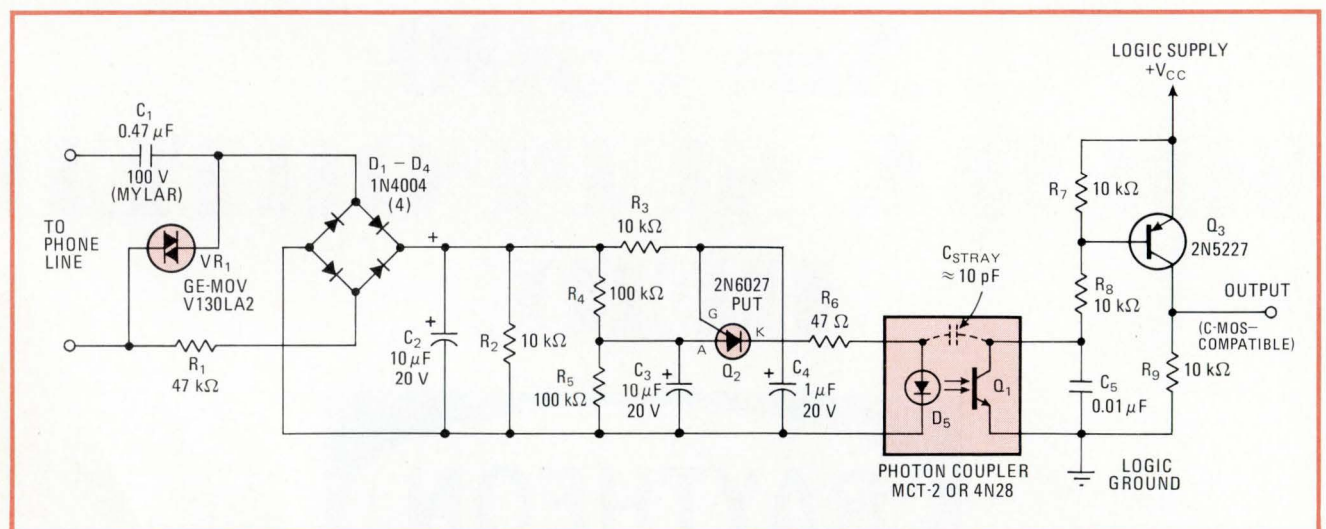 C1
0.47 μF
100 V
(MYLAR)
TO
PHONE
LINE
VR1
GE-MOV
V130LA2
R1
47 kΩ
D1 – D4
1N4004
(4)
+
+
C2
10 μF
20 V
R2
10 kΩ
R3
10 kΩ
R4
100 kΩ
R5
100 kΩ
+
C3
10 μF
20 V
2N6027
PUT
G
A
K
Q2
R6
47 Ω
+
C4
1 μF
20 V
CSTRAY
≈ 10 pF
D5
Q1
PHOTON COUPLER
MCT-2 OR 4N28
LOGIC SUPPLY
+VCC
R7
10 kΩ
Q3
2N5227
R8
10 kΩ
OUTPUT
(C-MOS–
COMPATIBLE)
C5
0.01 μF
R9
10 kΩ
LOGIC
GROUND